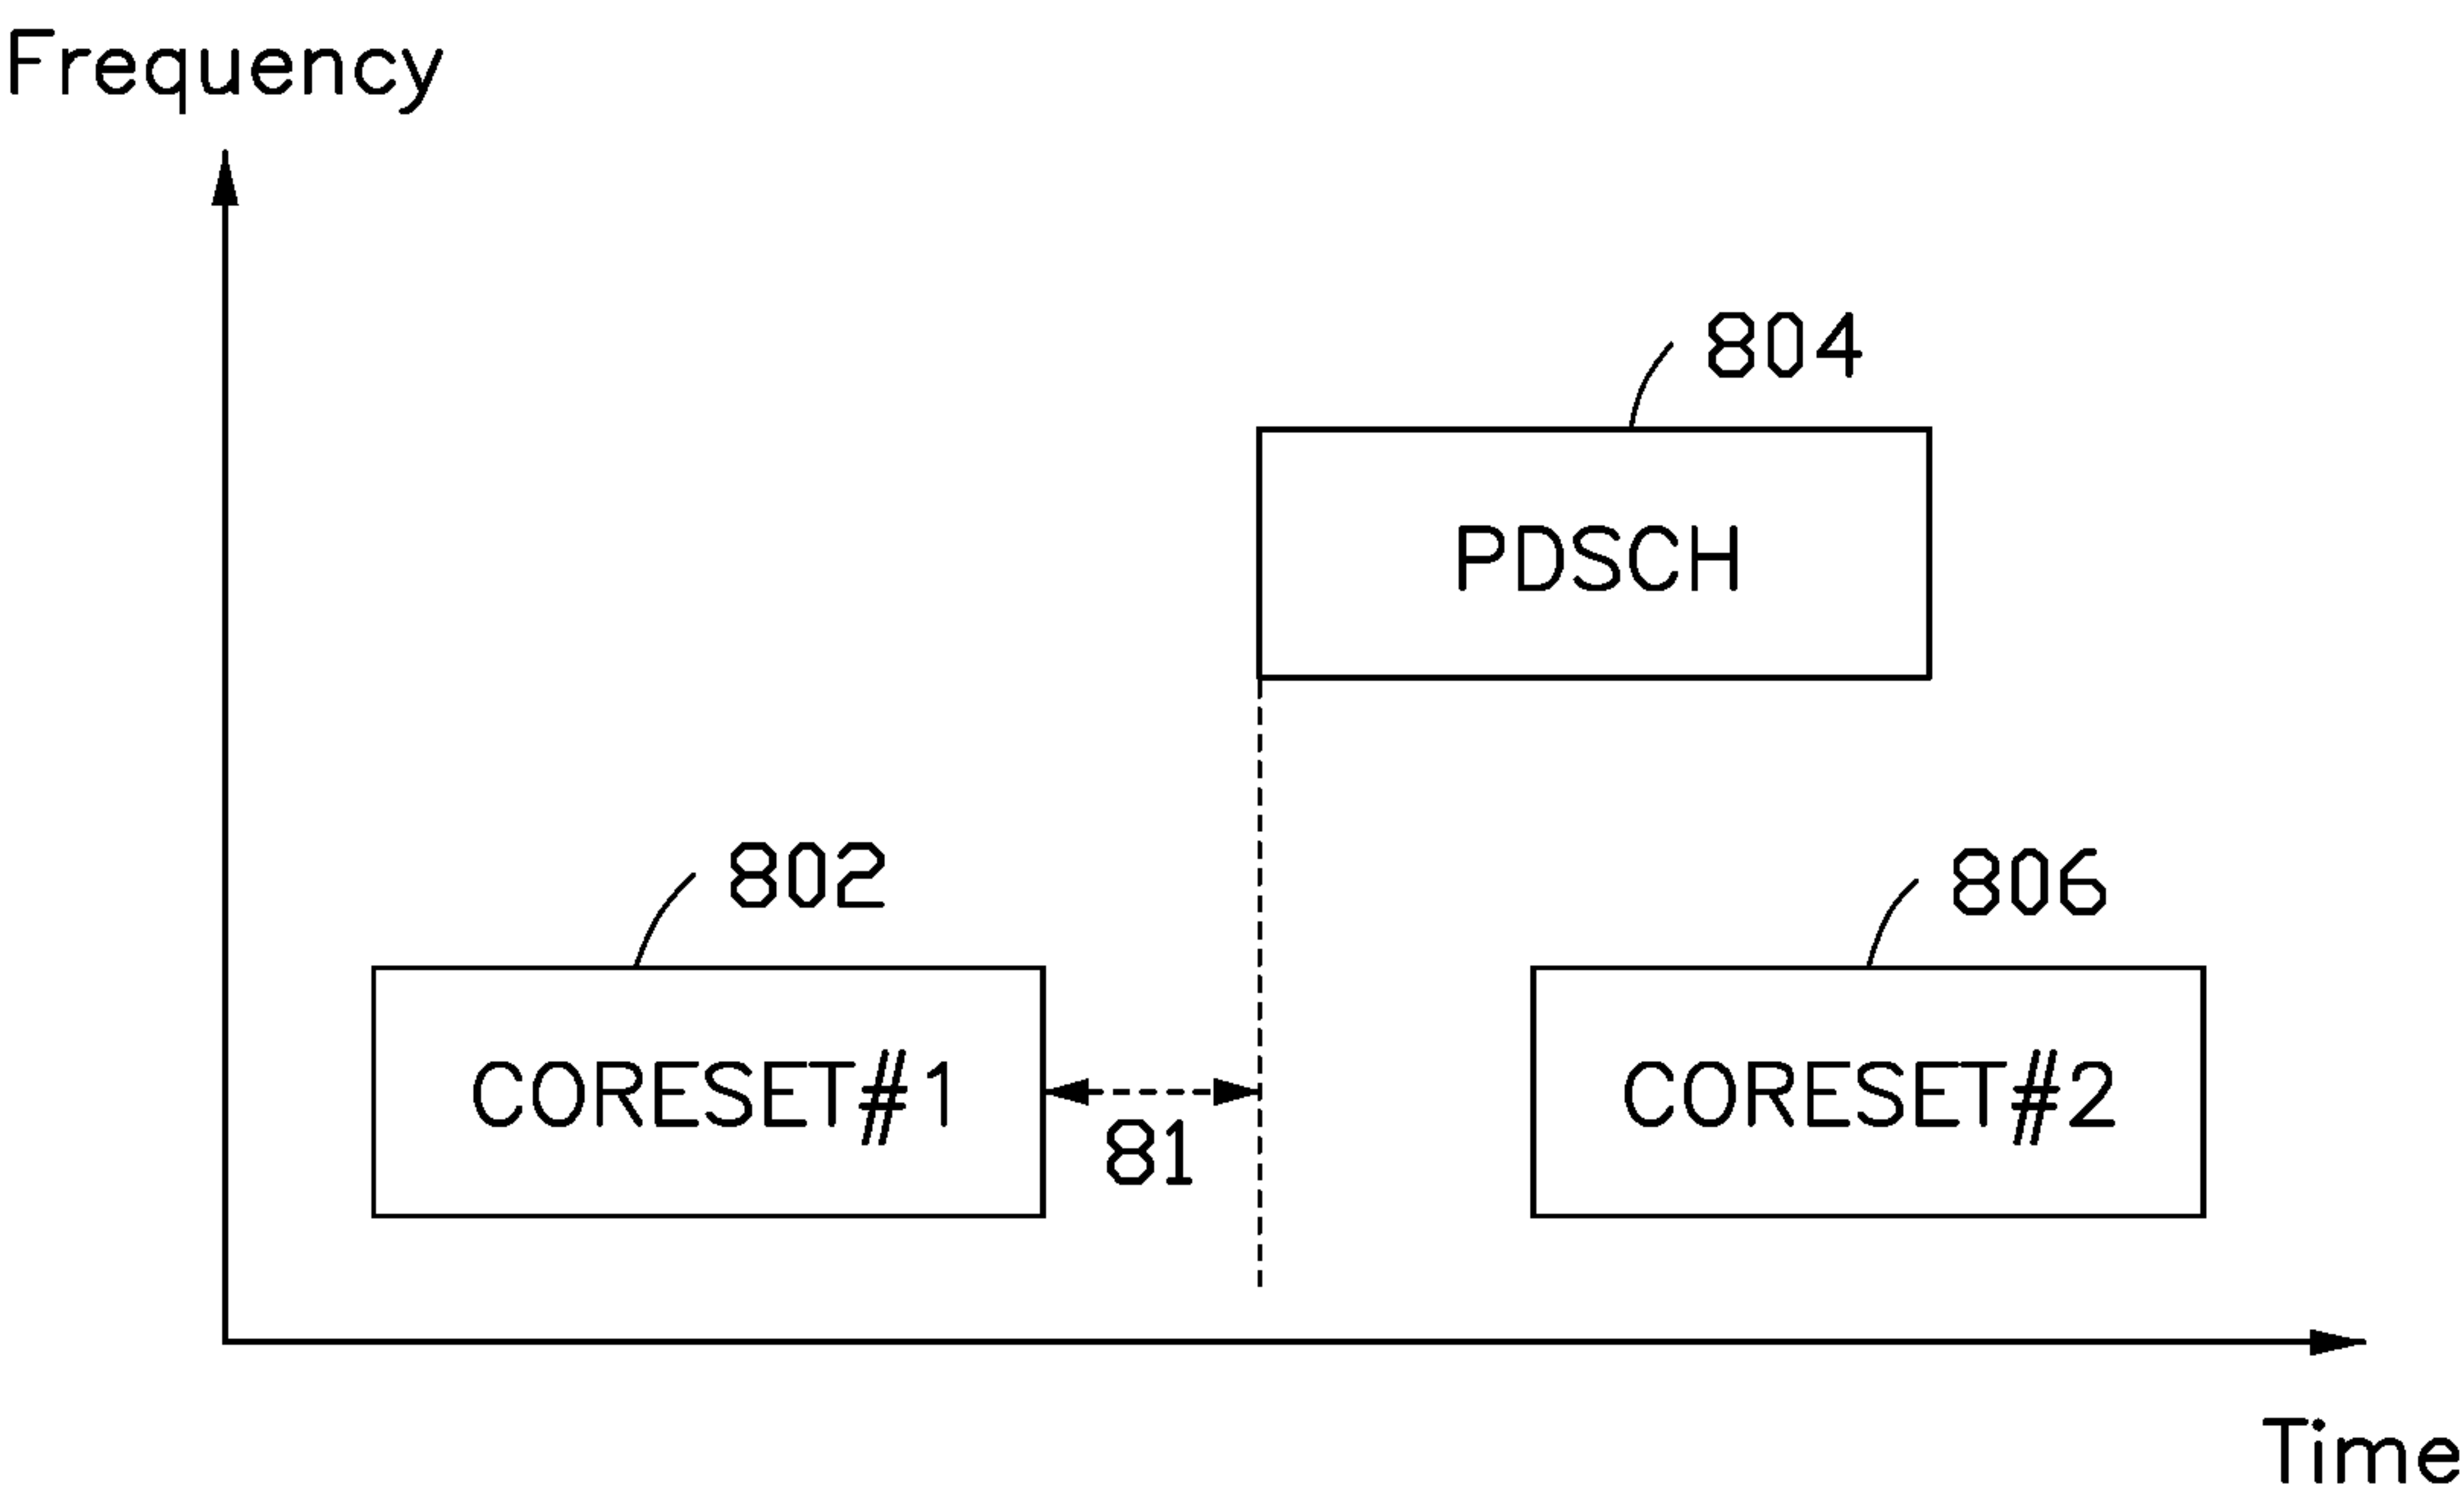 Frequency
804
PDSCH
802
806
CORESET#1
81
CORESET#2
Time